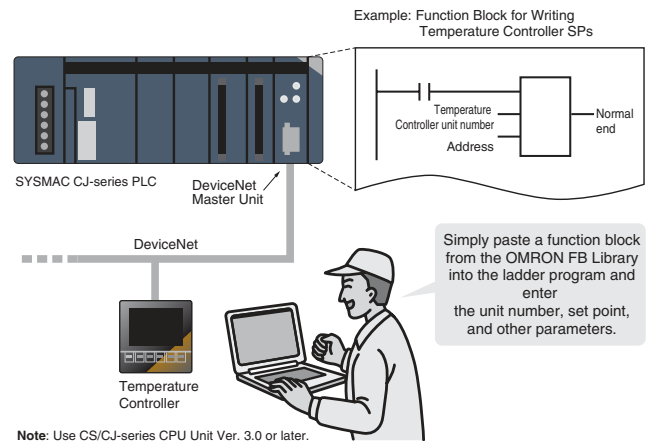 Example: Function Block for Writing
Temperature Controller SPs
Temperature
Controller unit number
Address
Normal
end
SYSMAC CJ-series PLC
DeviceNet
Master Unit
DeviceNet
Simply paste a function block
from the OMRON FB Library
into the ladder program and
enter
the unit number, set point,
and other parameters.
Temperature
Controller
Note: Use CS/CJ-series CPU Unit Ver. 3.0 or later.